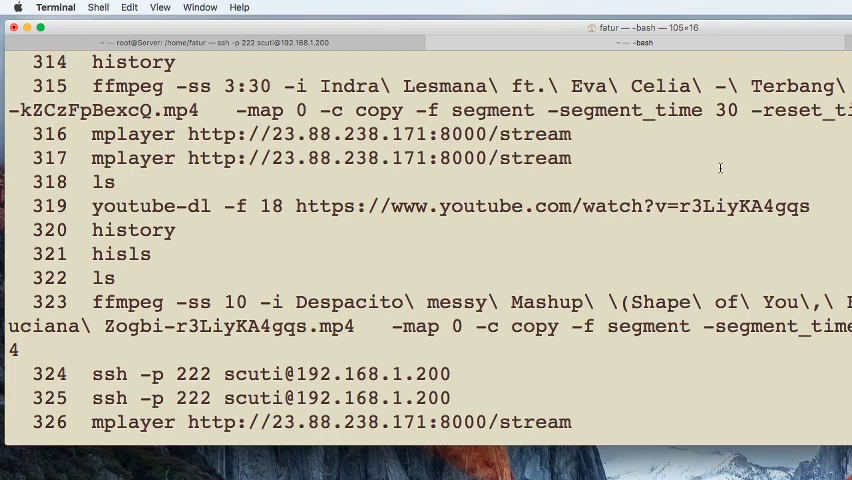 Terminal Shell Edit View Window Help
fatur — -bash — 105×16
~ — root@Server: /home/fatur — ssh -p 222 scuti@192.168.1.200
~ — -bash
314 history
315 ffmpeg -ss 3:30 -i Indra\ Lesmana\ ft.\ Eva\ Celia\ -\ Terbang\
-kZCzFpBexcQ.mp4 -map 0 -c copy -f segment -segment_time 30 -reset_ti
316 mplayer http://23.88.238.171:8000/stream
317 mplayer http://23.88.238.171:8000/stream
318 ls
319 youtube-dl -f 18 https://www.youtube.com/watch?v=r3LiyKA4gqs
320 history
321 hisls
322 ls
323 ffmpeg -ss 10 -i Despacito\ messy\ Mashup\ \(Shape\ of\ You\,\
uciana\ Zogbi-r3LiyKA4gqs.mp4 -map 0 -c copy -f segment -segment_time
4
324 ssh -p 222 scuti@192.168.1.200
325 ssh -p 222 scuti@192.168.1.200
326 mplayer http://23.88.238.171:8000/stream